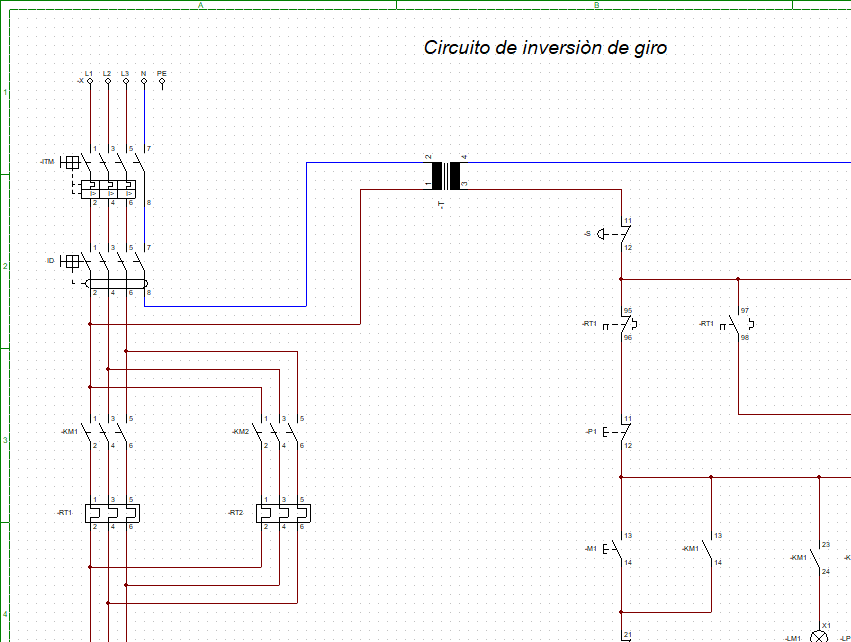 A B
Circuito de inversiòn de giro
L1 L2 L3 N PE
-X
1
1 3 5 7
-ITM
I> I> I>
2 4 6 8
2 4
1 3
-T
11
-S
12
1 3 5 7
ID
2
2 4 6 8
95 97
-RT1 -RT1
96 98
1 3 5 1 3 5 11
-KM1 -KM2 -P1
3
2 4 6 2 4 6 12
1 3 5 1 3 5
-RT1 -RT2
2 4 6 2 4 6
13 13 23
-M1 -KM1 -KM1 -K
14 14 24
4
21 X1
-LM1 -LP